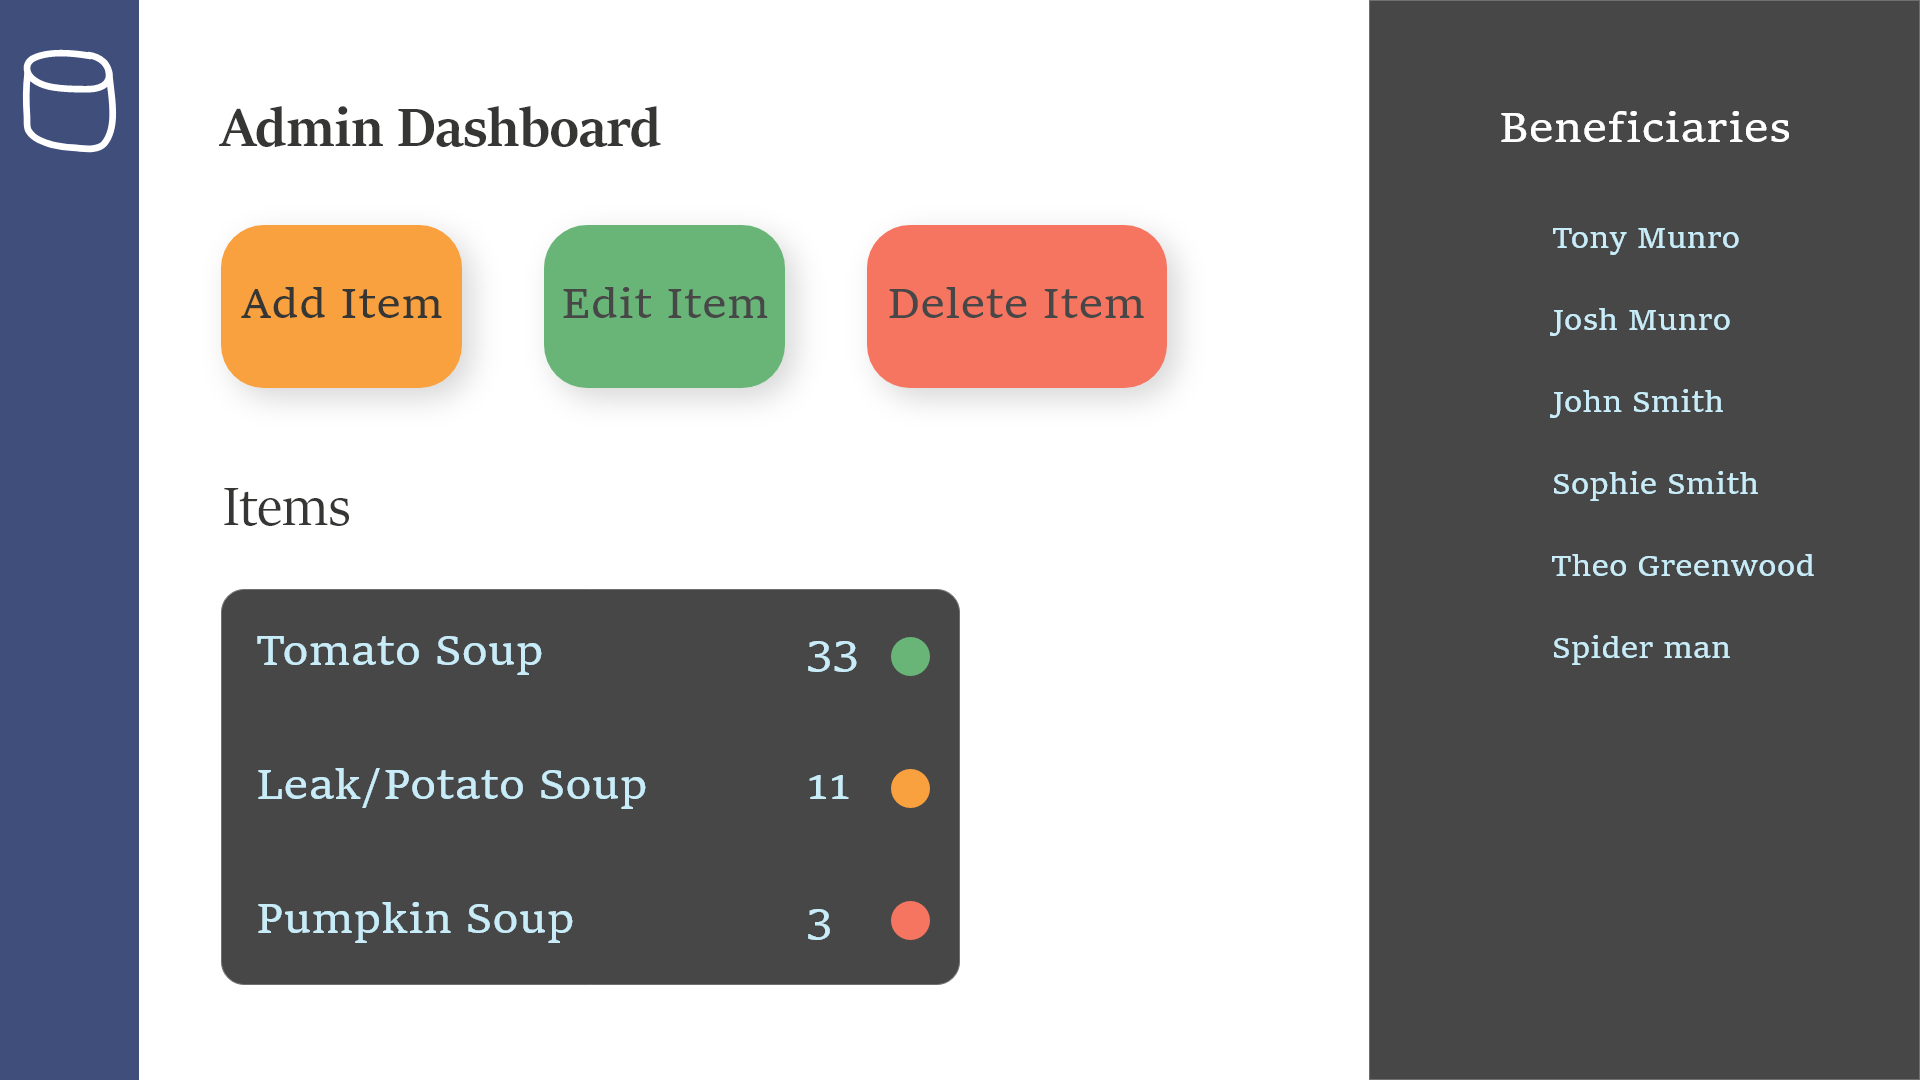 Admin Dashboard
Add Item
Edit Item
Delete Item
Items
Tomato Soup 33
Leak/Potato Soup 11
Pumpkin Soup 3
Beneficiaries
Tony Munro
Josh Munro
John Smith
Sophie Smith
Theo Greenwood
Spider man